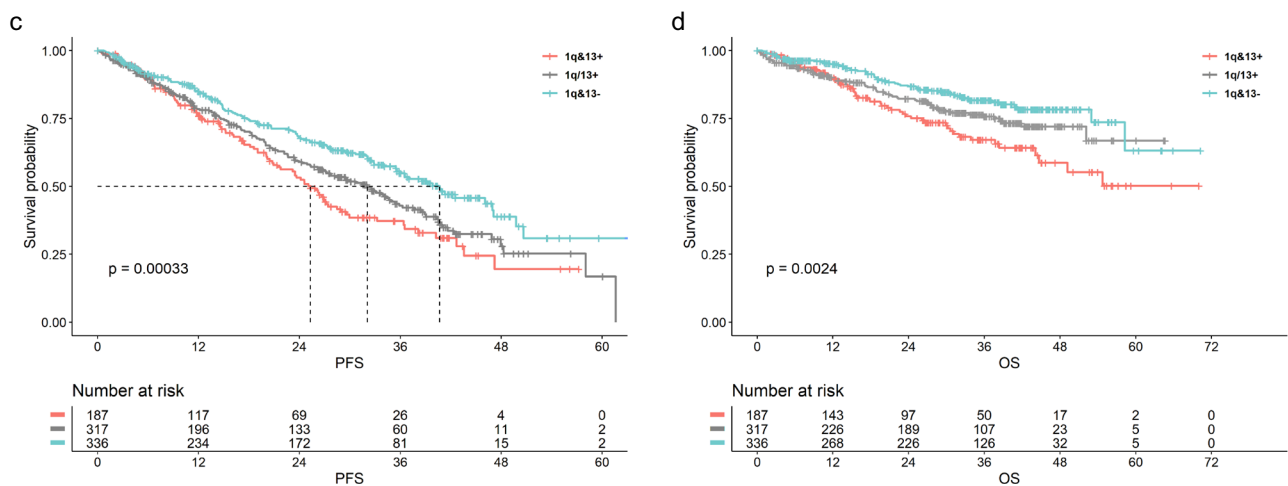 c
1.00
0.75
0.50
0.25
0.00
Survival probability
1q&13+
1q/13+
1q&13-
p = 0.00033
0 12 24 36 48 60
PFS
Number at risk
187 117 69 26 4 0
317 196 133 60 11 2
336 234 172 81 15 2
0 12 24 36 48 60
PFS
d
1.00
0.75
0.50
0.25
0.00
Survival probability
1q&13+
1q/13+
1q&13-
p = 0.0024
0 12 24 36 48 60 72
OS
Number at risk
187 143 97 50 17 2 0
317 226 189 107 23 5 0
336 268 226 126 32 5 0
0 12 24 36 48 60 72
OS